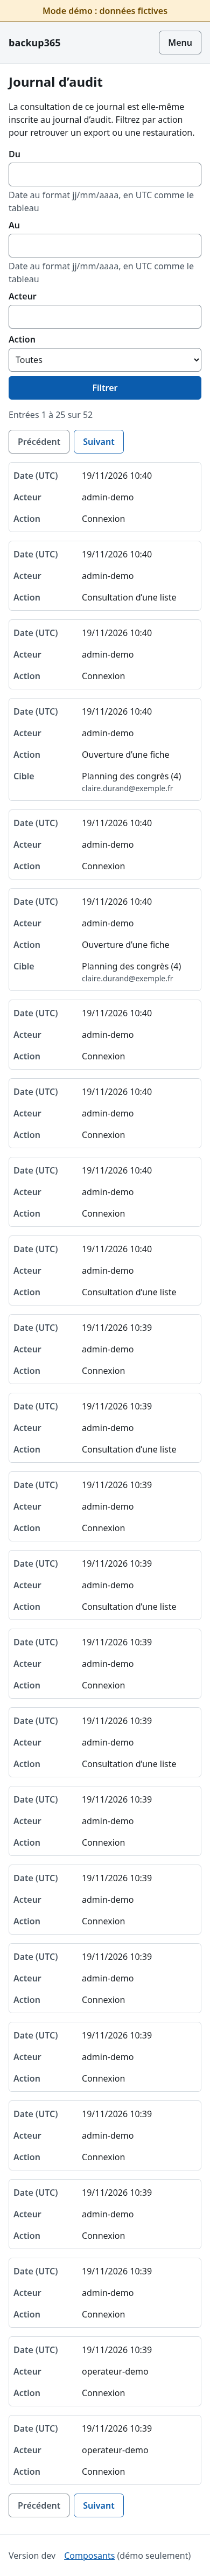 Mode démo : données fictives
backup365
Menu
Journal d’audit
La consultation de ce journal est elle-même
inscrite au journal d’audit. Filtrez par action
pour retrouver un export ou une restauration.
Du
Date au format jj/mm/aaaa, en UTC comme le
tableau
Au
Date au format jj/mm/aaaa, en UTC comme le
tableau
Acteur
Action
Toutes
Filtrer
Entrées 1 à 25 sur 52
Précédent Suivant
Date (UTC) 19/11/2026 10:40
Acteur admin-demo
Action Connexion
Date (UTC) 19/11/2026 10:40
Acteur admin-demo
Action Consultation d’une liste
Date (UTC) 19/11/2026 10:40
Acteur admin-demo
Action Connexion
Date (UTC) 19/11/2026 10:40
Acteur admin-demo
Action Ouverture d’une fiche
Cible Planning des congrès (4)
claire.durand@exemple.fr
Date (UTC) 19/11/2026 10:40
Acteur admin-demo
Action Connexion
Date (UTC) 19/11/2026 10:40
Acteur admin-demo
Action Ouverture d’une fiche
Cible Planning des congrès (4)
claire.durand@exemple.fr
Date (UTC) 19/11/2026 10:40
Acteur admin-demo
Action Connexion
Date (UTC) 19/11/2026 10:40
Acteur admin-demo
Action Connexion
Date (UTC) 19/11/2026 10:40
Acteur admin-demo
Action Connexion
Date (UTC) 19/11/2026 10:40
Acteur admin-demo
Action Consultation d’une liste
Date (UTC) 19/11/2026 10:39
Acteur admin-demo
Action Connexion
Date (UTC) 19/11/2026 10:39
Acteur admin-demo
Action Consultation d’une liste
Date (UTC) 19/11/2026 10:39
Acteur admin-demo
Action Connexion
Date (UTC) 19/11/2026 10:39
Acteur admin-demo
Action Consultation d’une liste
Date (UTC) 19/11/2026 10:39
Acteur admin-demo
Action Connexion
Date (UTC) 19/11/2026 10:39
Acteur admin-demo
Action Consultation d’une liste
Date (UTC) 19/11/2026 10:39
Acteur admin-demo
Action Connexion
Date (UTC) 19/11/2026 10:39
Acteur admin-demo
Action Connexion
Date (UTC) 19/11/2026 10:39
Acteur admin-demo
Action Connexion
Date (UTC) 19/11/2026 10:39
Acteur admin-demo
Action Connexion
Date (UTC) 19/11/2026 10:39
Acteur admin-demo
Action Connexion
Date (UTC) 19/11/2026 10:39
Acteur admin-demo
Action Connexion
Date (UTC) 19/11/2026 10:39
Acteur admin-demo
Action Connexion
Date (UTC) 19/11/2026 10:39
Acteur operateur-demo
Action Connexion
Date (UTC) 19/11/2026 10:39
Acteur operateur-demo
Action Connexion
Précédent Suivant
Version dev Composants (démo seulement)